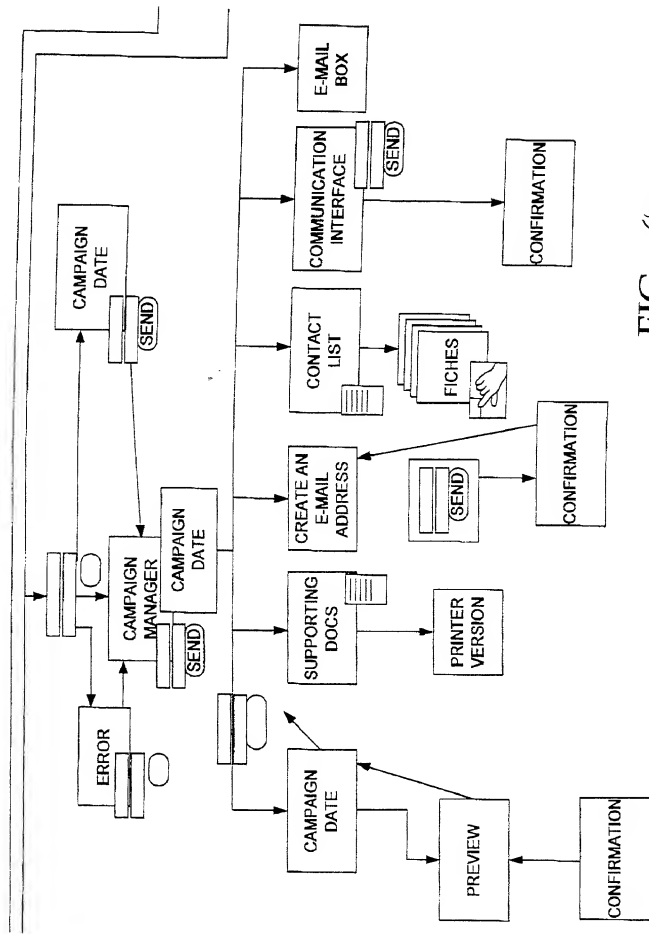 CAMPAIGN
DATE
SEND
ERROR
CAMPAIGN
MANAGER
SEND
CAMPAIGN
DATE
CAMPAIGN
DATE
SUPPORTING
DOCS
CREATE AN
E-MAIL
ADDRESS
CONTACT
LIST
COMMUNICATION
INTERFACE
SEND
E-MAIL
BOX
PREVIEW
PRINTER
VERSION
SEND
FICHES
CONFIRMATION
CONFIRMATION
CONFIRMATION
FIG.